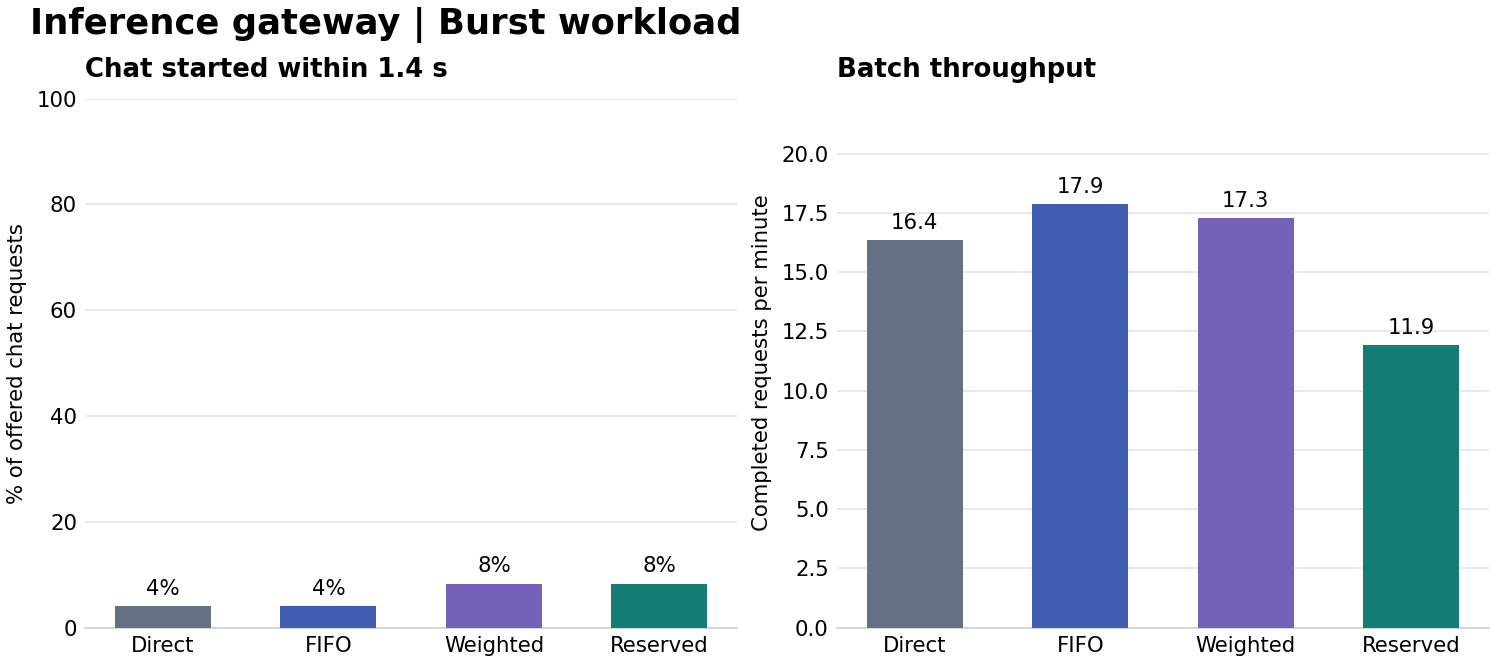 Inference gateway | Burst workload
Chat started within 1.4 s
% of offered chat requests
100
80
60
40
20
0
4%
4%
8%
8%
Direct
FIFO
Weighted
Reserved
Batch throughput
Completed requests per minute
20.0
17.5
15.0
12.5
10.0
7.5
5.0
2.5
0.0
16.4
17.9
17.3
11.9
Direct
FIFO
Weighted
Reserved